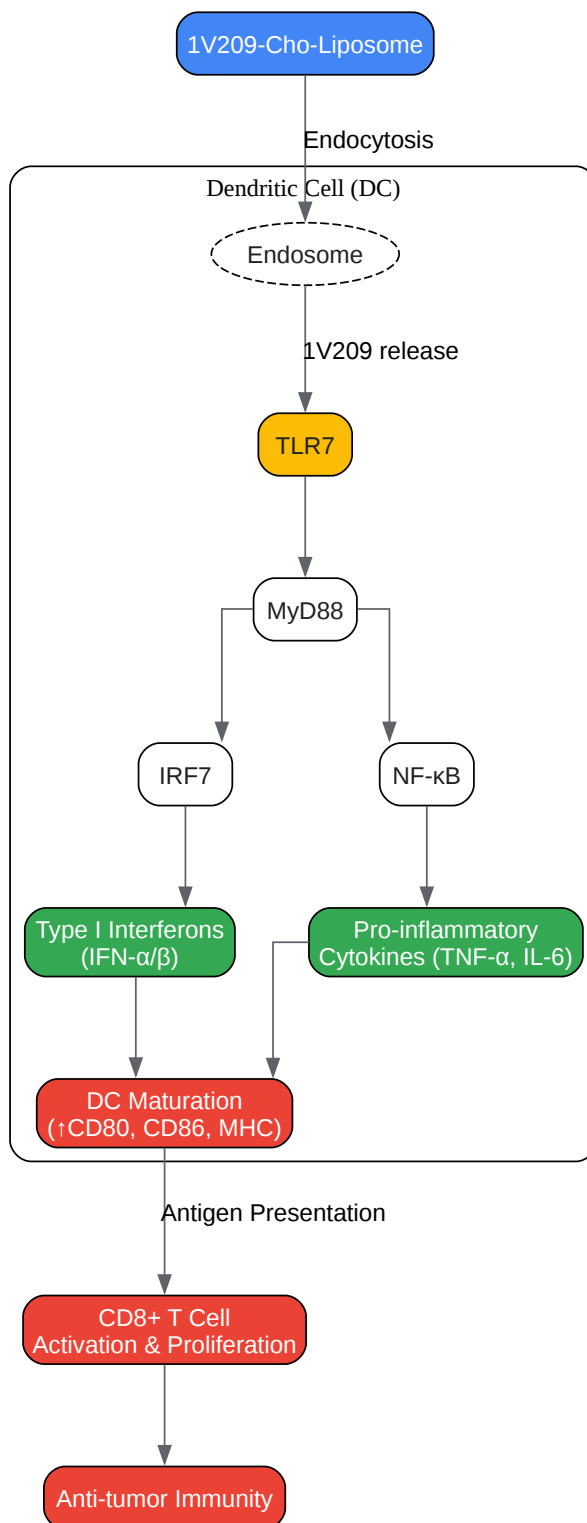 1V209-Cho-Liposome
Endocytosis
Dendritic Cell (DC)
Endosome
1V209 release
TLR7
MyD88
IRF7
NF-κB
Type I Interferons
(IFN-α/β)
Pro-inflammatory
Cytokines (TNF-α, IL-6)
DC Maturation
(↑CD80, CD86, MHC)
Antigen Presentation
CD8+ T Cell
Activation & Proliferation
Anti-tumor Immunity